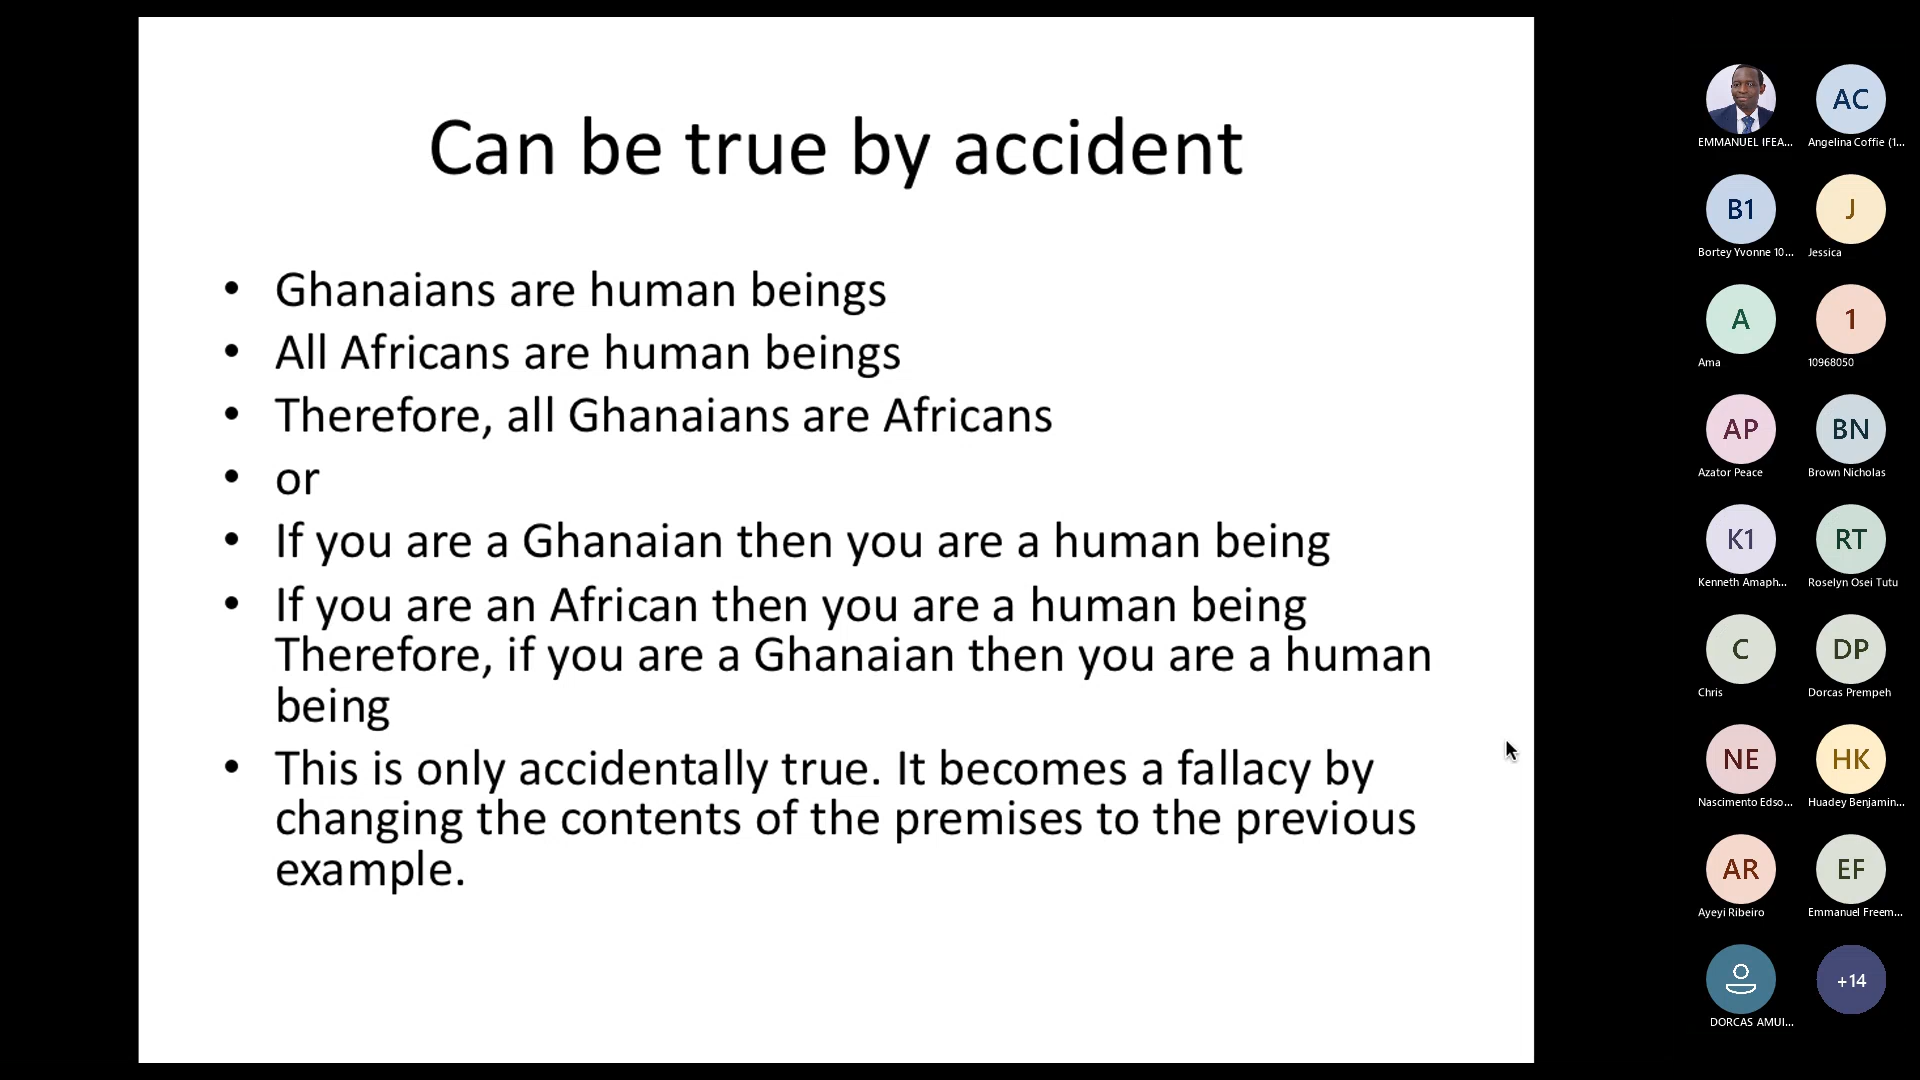 Can be true by accident
• Ghanaians are human beings
• All Africans are human beings
• Therefore, all Ghanaians are Africans
• or
• If you are a Ghanaian then you are a human being
• If you are an African then you are a human being
Therefore, if you are a Ghanaian then you are a human
being
• This is only accidentally true. It becomes a fallacy by
changing the contents of the premises to the previous
example.
EMMANUEL IFEA...
AC
Angelina Coffie (1...
B1
Bortey Yvonne 10...
J
Jessica
A
Ama
1
10968050
AP
Azator Peace
BN
Brown Nicholas
K1
Kenneth Amaph...
RT
Roselyn Osei Tutu
C
Chris
DP
Dorcas Prempeh
NE
Nascimento Edso...
HK
Huadey Benjamin...
AR
Ayeyi Ribeiro
EF
Emmanuel Freem...
DORCAS AMUI...
+14